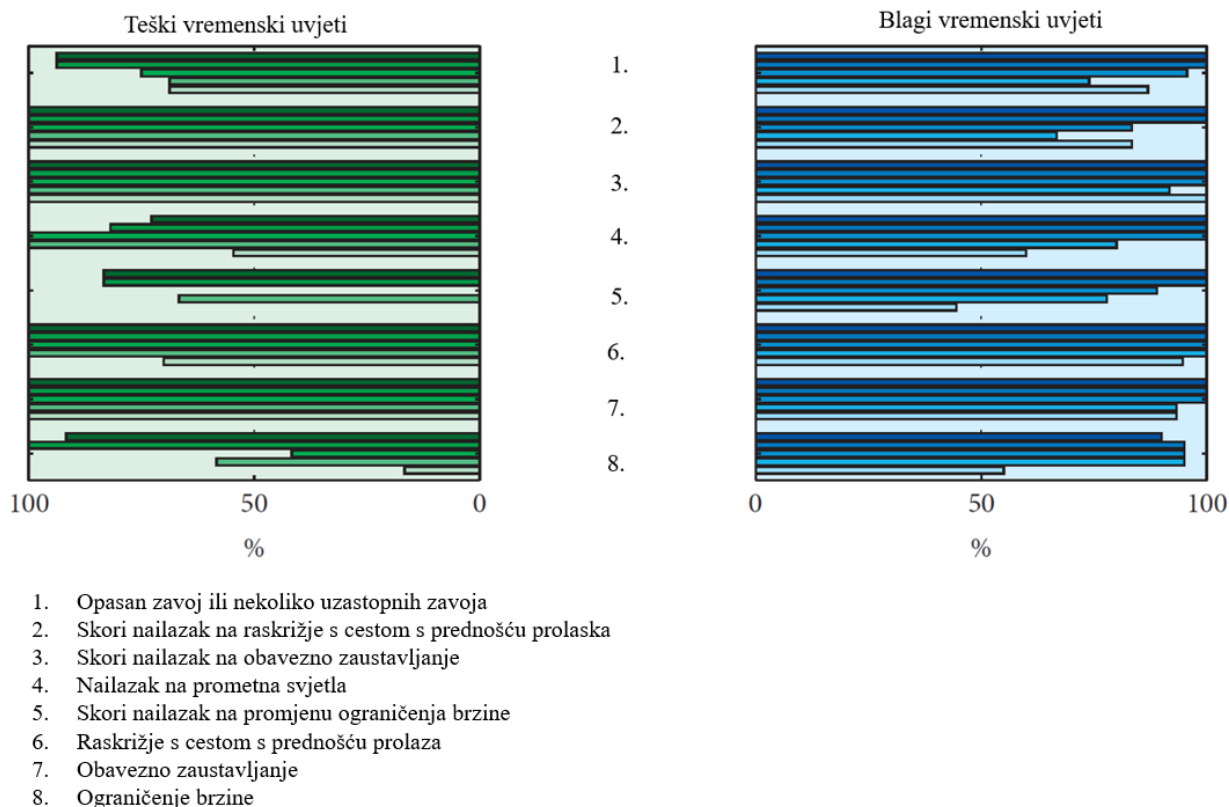 Teški vremenski uvjeti
Blagi vremenski uvjeti
1.
2.
3.
4.
5.
6.
7.
8.
100 50 0
0 50 100
%
%
1. Opasan zavoj ili nekoliko uzastopnih zavoja
2. Skori nailazak na raskrižje s cestom s prednošću prolaska
3. Skori nailazak na obavezno zaustavljanje
4. Nailazak na prometna svjetla
5. Skori nailazak na promjenu ograničenja brzine
6. Raskrižje s cestom s prednošću prolaza
7. Obavezno zaustavljanje
8. Ograničenje brzine